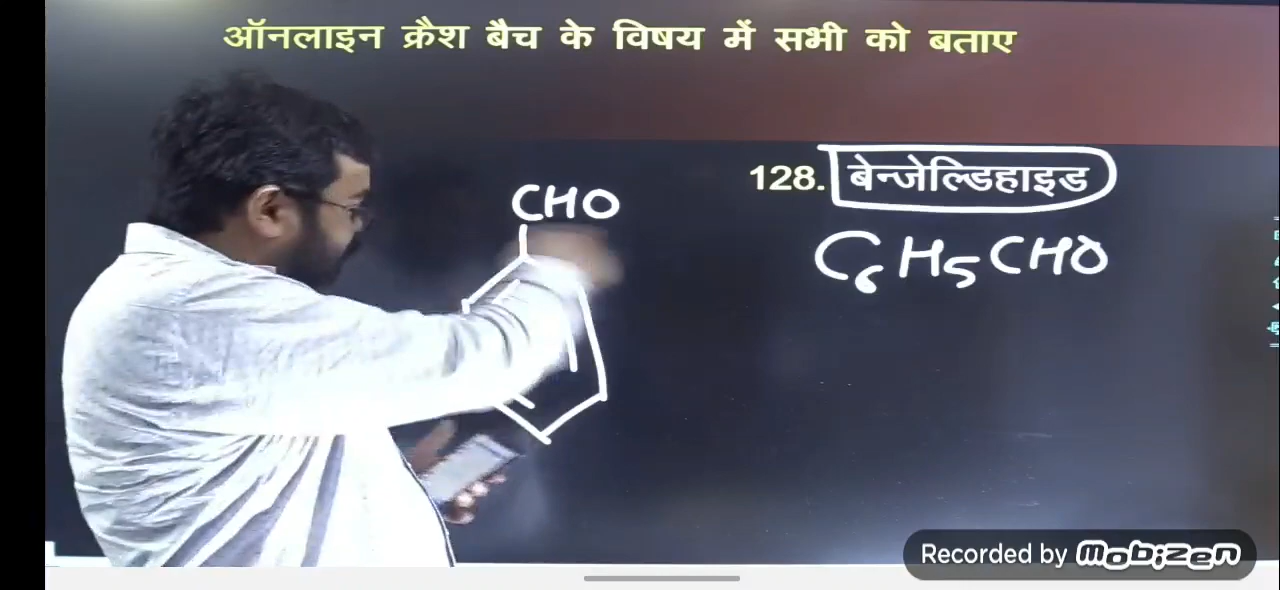 ऑनलाइन क्रैश बैच के विषय में सभी को बताए
128. बेन्जेल्डिहाइड
CHO
C₆H₅CHO
Recorded by Mobizen